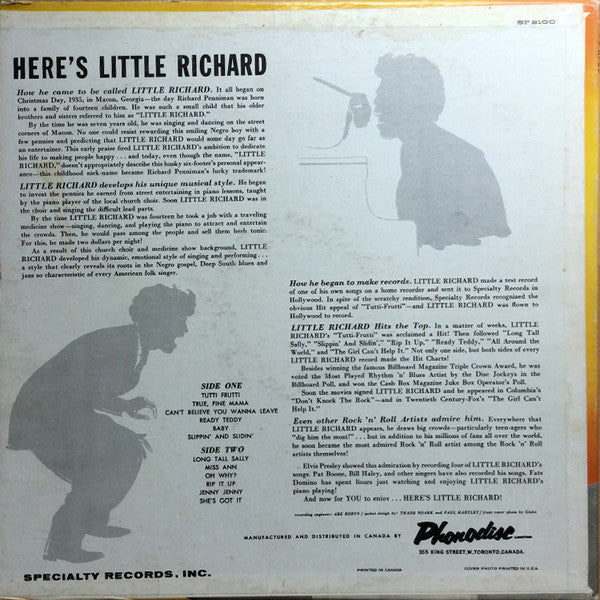 SP 2100
HERE'S LITTLE RICHARD
How he came to be called LITTLE RICHARD. It all began on
Christmas Day, 1935, in Macon, Georgia—the day Richard Penniman was born
into a family of fourteen children. He was such a small child that his older
brothers and sisters referred to him as "LITTLE RICHARD."
By the time he was seven years old, he was singing and dancing on the street
corners of Macon. No one could resist rewarding this smiling Negro boy with a
few pennies and predicting that LITTLE RICHARD would some day go far as
an entertainer. This early praise fired LITTLE RICHARD'S ambition to dedicate
his life to making people happy . . . and today, even though the name, "LITTLE
RICHARD," doesn't appropriately describe this husky six-footer's personal appear-
ance—this childhood nick-name became Richard Penniman's lucky trademark!
LITTLE RICHARD develops his unique musical style. He began
to invest the pennies he earned from street entertaining in piano lessons, taught
by the piano player of the local church choir. Soon LITTLE RICHARD was in
the choir and singing the difficult lead parts.
By the time LITTLE RICHARD was fourteen he took a job with a traveling
medicine show—singing, dancing, and playing the piano to attract and entertain
the crowds. Then, he would pass among the people and sell them herb tonic.
For this, he made two dollars per night!
As a result of this church choir and medicine show background, LITTLE
RICHARD developed his dynamic, emotional style of singing and performing . . .
a style that clearly reveals its roots in the Negro gospel, Deep South blues and
jazz so characteristic of every American folk singer.
How he began to make records. LITTLE RICHARD made a test record
of one of his own songs on a home recorder and sent it to Specialty Records in
Hollywood. In spite of the scratchy rendition, Specialty Records recognized the
obvious Hit appeal of "Tutti-Frutti"—and LITTLE RICHARD was flown to
Hollywood to record.
LITTLE RICHARD Hits the Top. In a matter of weeks, LITTLE
RICHARD'S "Tutti-Frutti" was acclaimed a Hit! Then followed "Long Tall
Sally," "Slippin' And Slidin'," "Rip It Up," "Ready Teddy," "All Around the
World," and "The Girl Can't Help It." Not only one side, but both sides of every
LITTLE RICHARD record made the Hit Charts!
Besides winning the famous Billboard Magazine Triple Crown Award, he was
voted the Most Played Rhythm 'n' Blues Artist by the Disc Jockeys in the
Billboard Poll, and won the Cash Box Magazine Juke Box Operator's Poll.
Soon the movies signed LITTLE RICHARD and he appeared in Columbia's
"Don't Knock The Rock"—and in Twentieth Century-Fox's "The Girl Can't
Help It."
Even other Rock 'n' Roll Artists admire him. Everywhere that
LITTLE RICHARD appears, he draws big crowds—particularly teen-agers who
"dig him the most!" . . . but in addition to his millions of fans all over the world, he
soon became the most admired Rock 'n' Roll artist among the Rock 'n' Roll
artists themselves!
Elvis Presley showed this admiration by recording four of LITTLE RICHARD's
songs. Pat Boone, Bill Haley, and other singers have also recorded his songs. Fats
Domino has spent hours just watching and enjoying LITTLE RICHARD's
piano playing!
And now for YOU to enjoy . . . HERE'S LITTLE RICHARD!
SIDE ONE
TUTTI FRUTTI
TRUE, FINE MAMA
CAN'T BELIEVE YOU WANNA LEAVE
READY TEDDY
BABY
SLIPPIN' AND SLIDIN'
SIDE TWO
LONG TALL SALLY
MISS ANN
OH WHY?
RIP IT UP
JENNY JENNY
SHE'S GOT IT
recording engineer: ABE ROBYN / jacket design by: THADD ROARK and PAUL HARTLEY / front cover photo by Globe
MANUFACTURED AND DISTRIBUTED IN CANADA BY
Phonodisc
LIMITED
355 KING STREET, W. TORONTO, CANADA.
SPECIALTY RECORDS, INC.
PRINTED IN CANADA
COVER PHOTO PRINTED IN U.S.A.